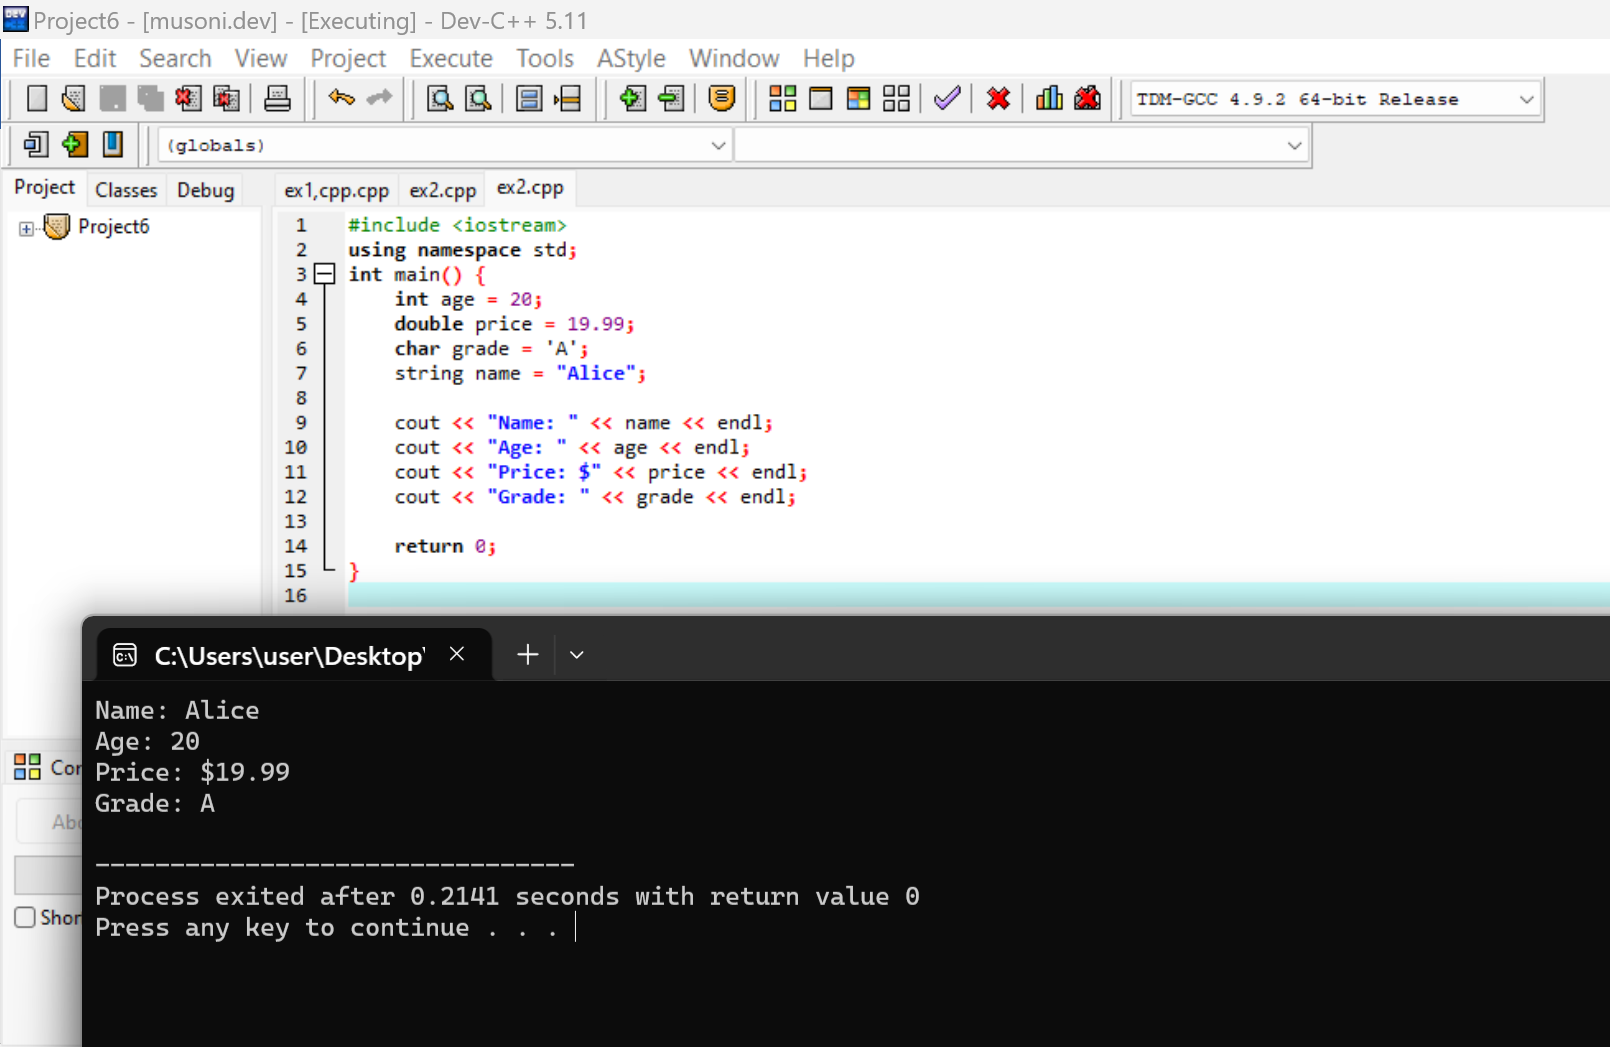 Project6 - [musoni.dev] - [Executing] - Dev-C++ 5.11
File Edit Search View Project Execute Tools AStyle Window Help
TDM-GCC 4.9.2 64-bit Release
(globals)
Project Classes Debug
ex1,cpp.cpp ex2.cpp ex2.cpp
Project6
1 #include <iostream>
2 using namespace std;
3 int main() {
4 int age = 20;
5 double price = 19.99;
6 char grade = 'A';
7 string name = "Alice";
8
9 cout << "Name: " << name << endl;
10 cout << "Age: " << age << endl;
11 cout << "Price: $" << price << endl;
12 cout << "Grade: " << grade << endl;
13
14 return 0;
15 }
16
C:\Users\user\Desktop\
Name: Alice
Age: 20
Price: $19.99
Grade: A
--------------------------------
Process exited after 0.2141 seconds with return value 0
Press any key to continue . . .